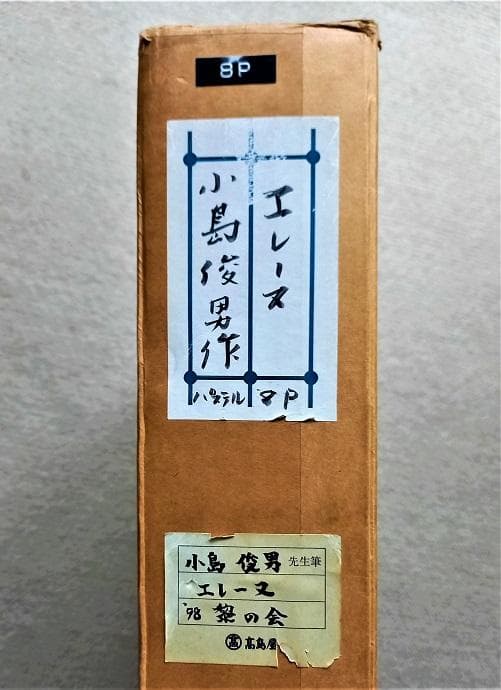 8P
エレーヌ
小島俊男作
パステル 8P
小島 俊男 先生筆
エレーヌ
'98 の会
髙 髙島屋